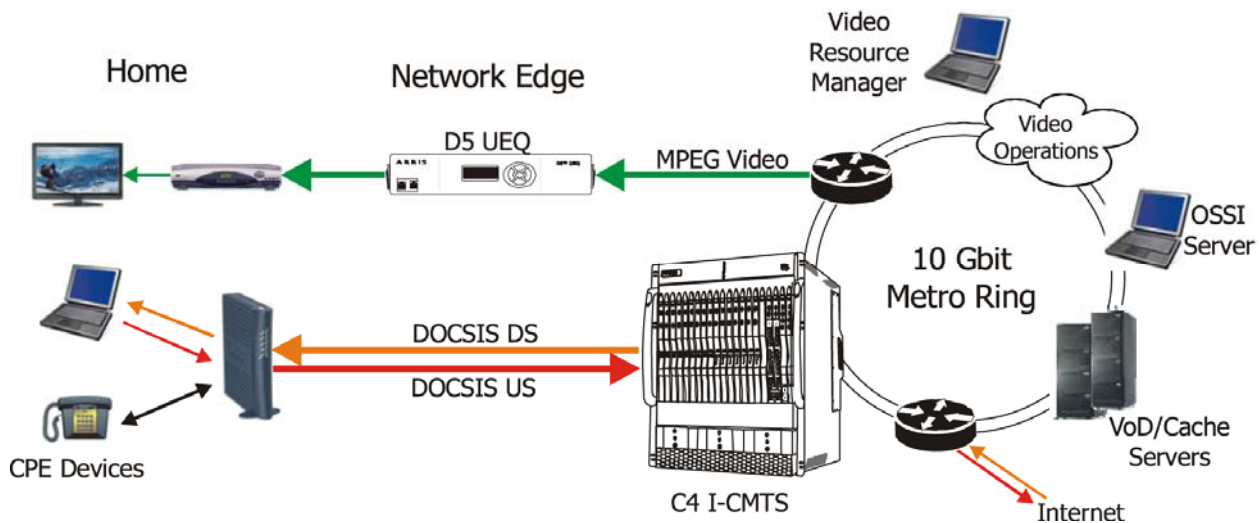 Video
Resource
Manager
Home
Network Edge
Video
Operations
D5 UEQ
ARRIS
MPEG Video
OSSI
Server
10 Gbit
Metro Ring
DOCSIS DS
DOCSIS US
VoD/Cache
Servers
CPE Devices
C4 I-CMTS
Internet